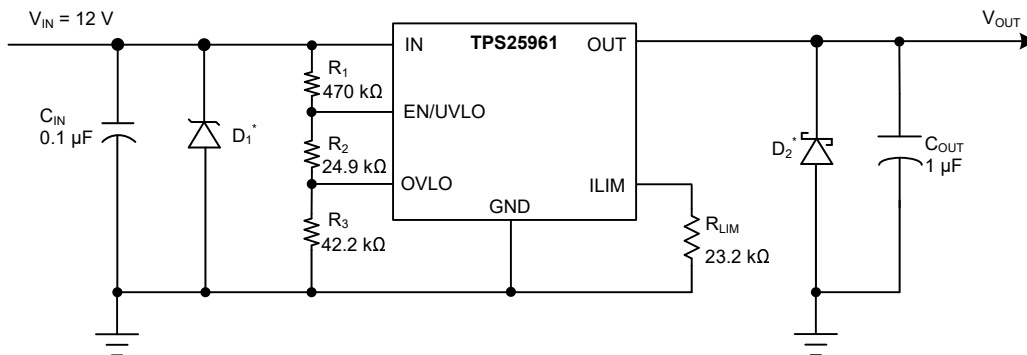 V_IN = 12 V
TPS25961
V_OUT
IN
OUT
R_1
470 kΩ
EN/UVLO
C_IN
0.1 µF
D_1*
R_2
24.9 kΩ
D_2*
C_OUT
1 µF
OVLO
ILIM
GND
R_3
42.2 kΩ
R_LIM
23.2 kΩ